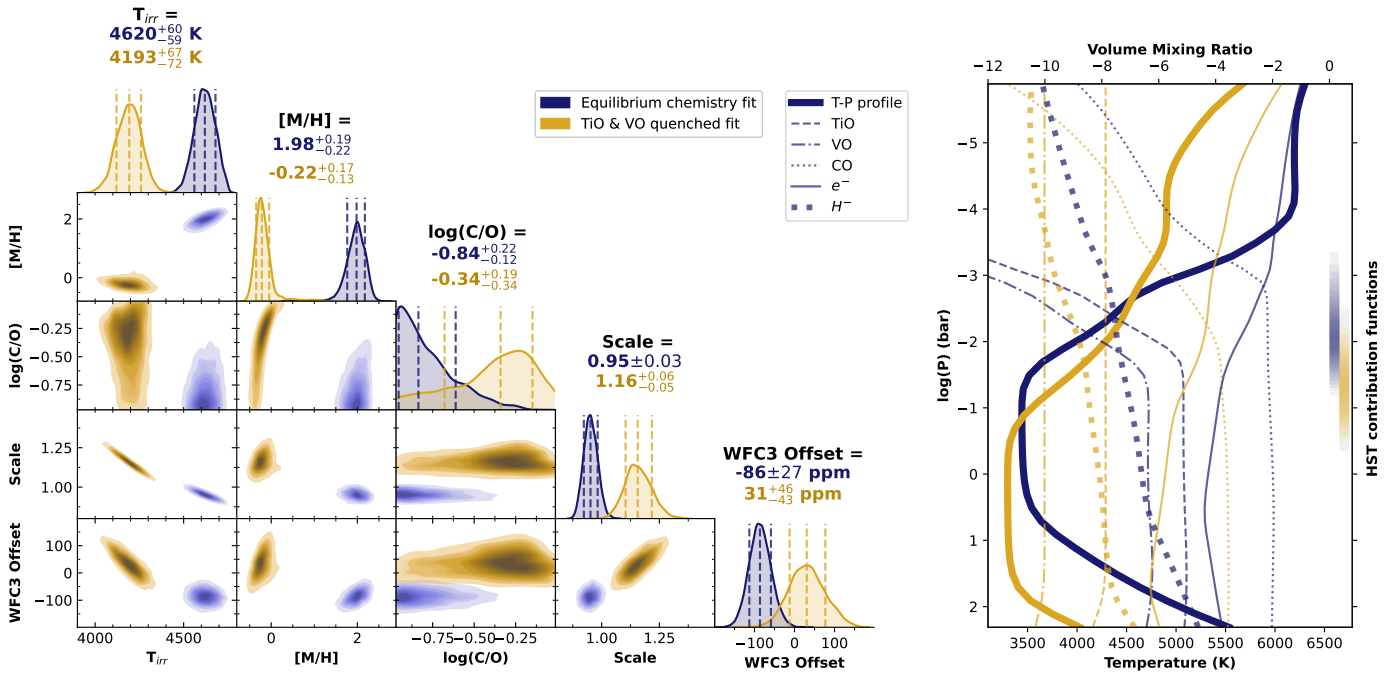 T_irr =
4620 +60 −59 K
4193 +67 −72 K
[M/H] =
1.98 +0.19 −0.22
-0.22 +0.17 −0.13
log(C/O) =
-0.84 +0.22 −0.12
-0.34 +0.19 −0.34
Scale =
0.95±0.03
1.16 +0.06 −0.05
WFC3 Offset =
-86±27 ppm
31 +46 −43 ppm
Equilibrium chemistry fit
TiO & VO quenched fit
T-P profile
TiO
VO
CO
e⁻
H⁻
[M/H]
2
0
log(C/O)
−0.25
−0.50
−0.75
Scale
1.25
1.00
WFC3 Offset
100
0
−100
4000 4500
T_irr
0 2
[M/H]
−0.75 −0.50 −0.25
log(C/O)
1.00 1.25
Scale
−100 0 100
WFC3 Offset
Volume Mixing Ratio
−12 −10 −8 −6 −4 −2 0
log(P) (bar)
−5
−4
−3
−2
−1
0
1
2
3500 4000 4500 5000 5500 6000 6500
Temperature (K)
HST contribution functions